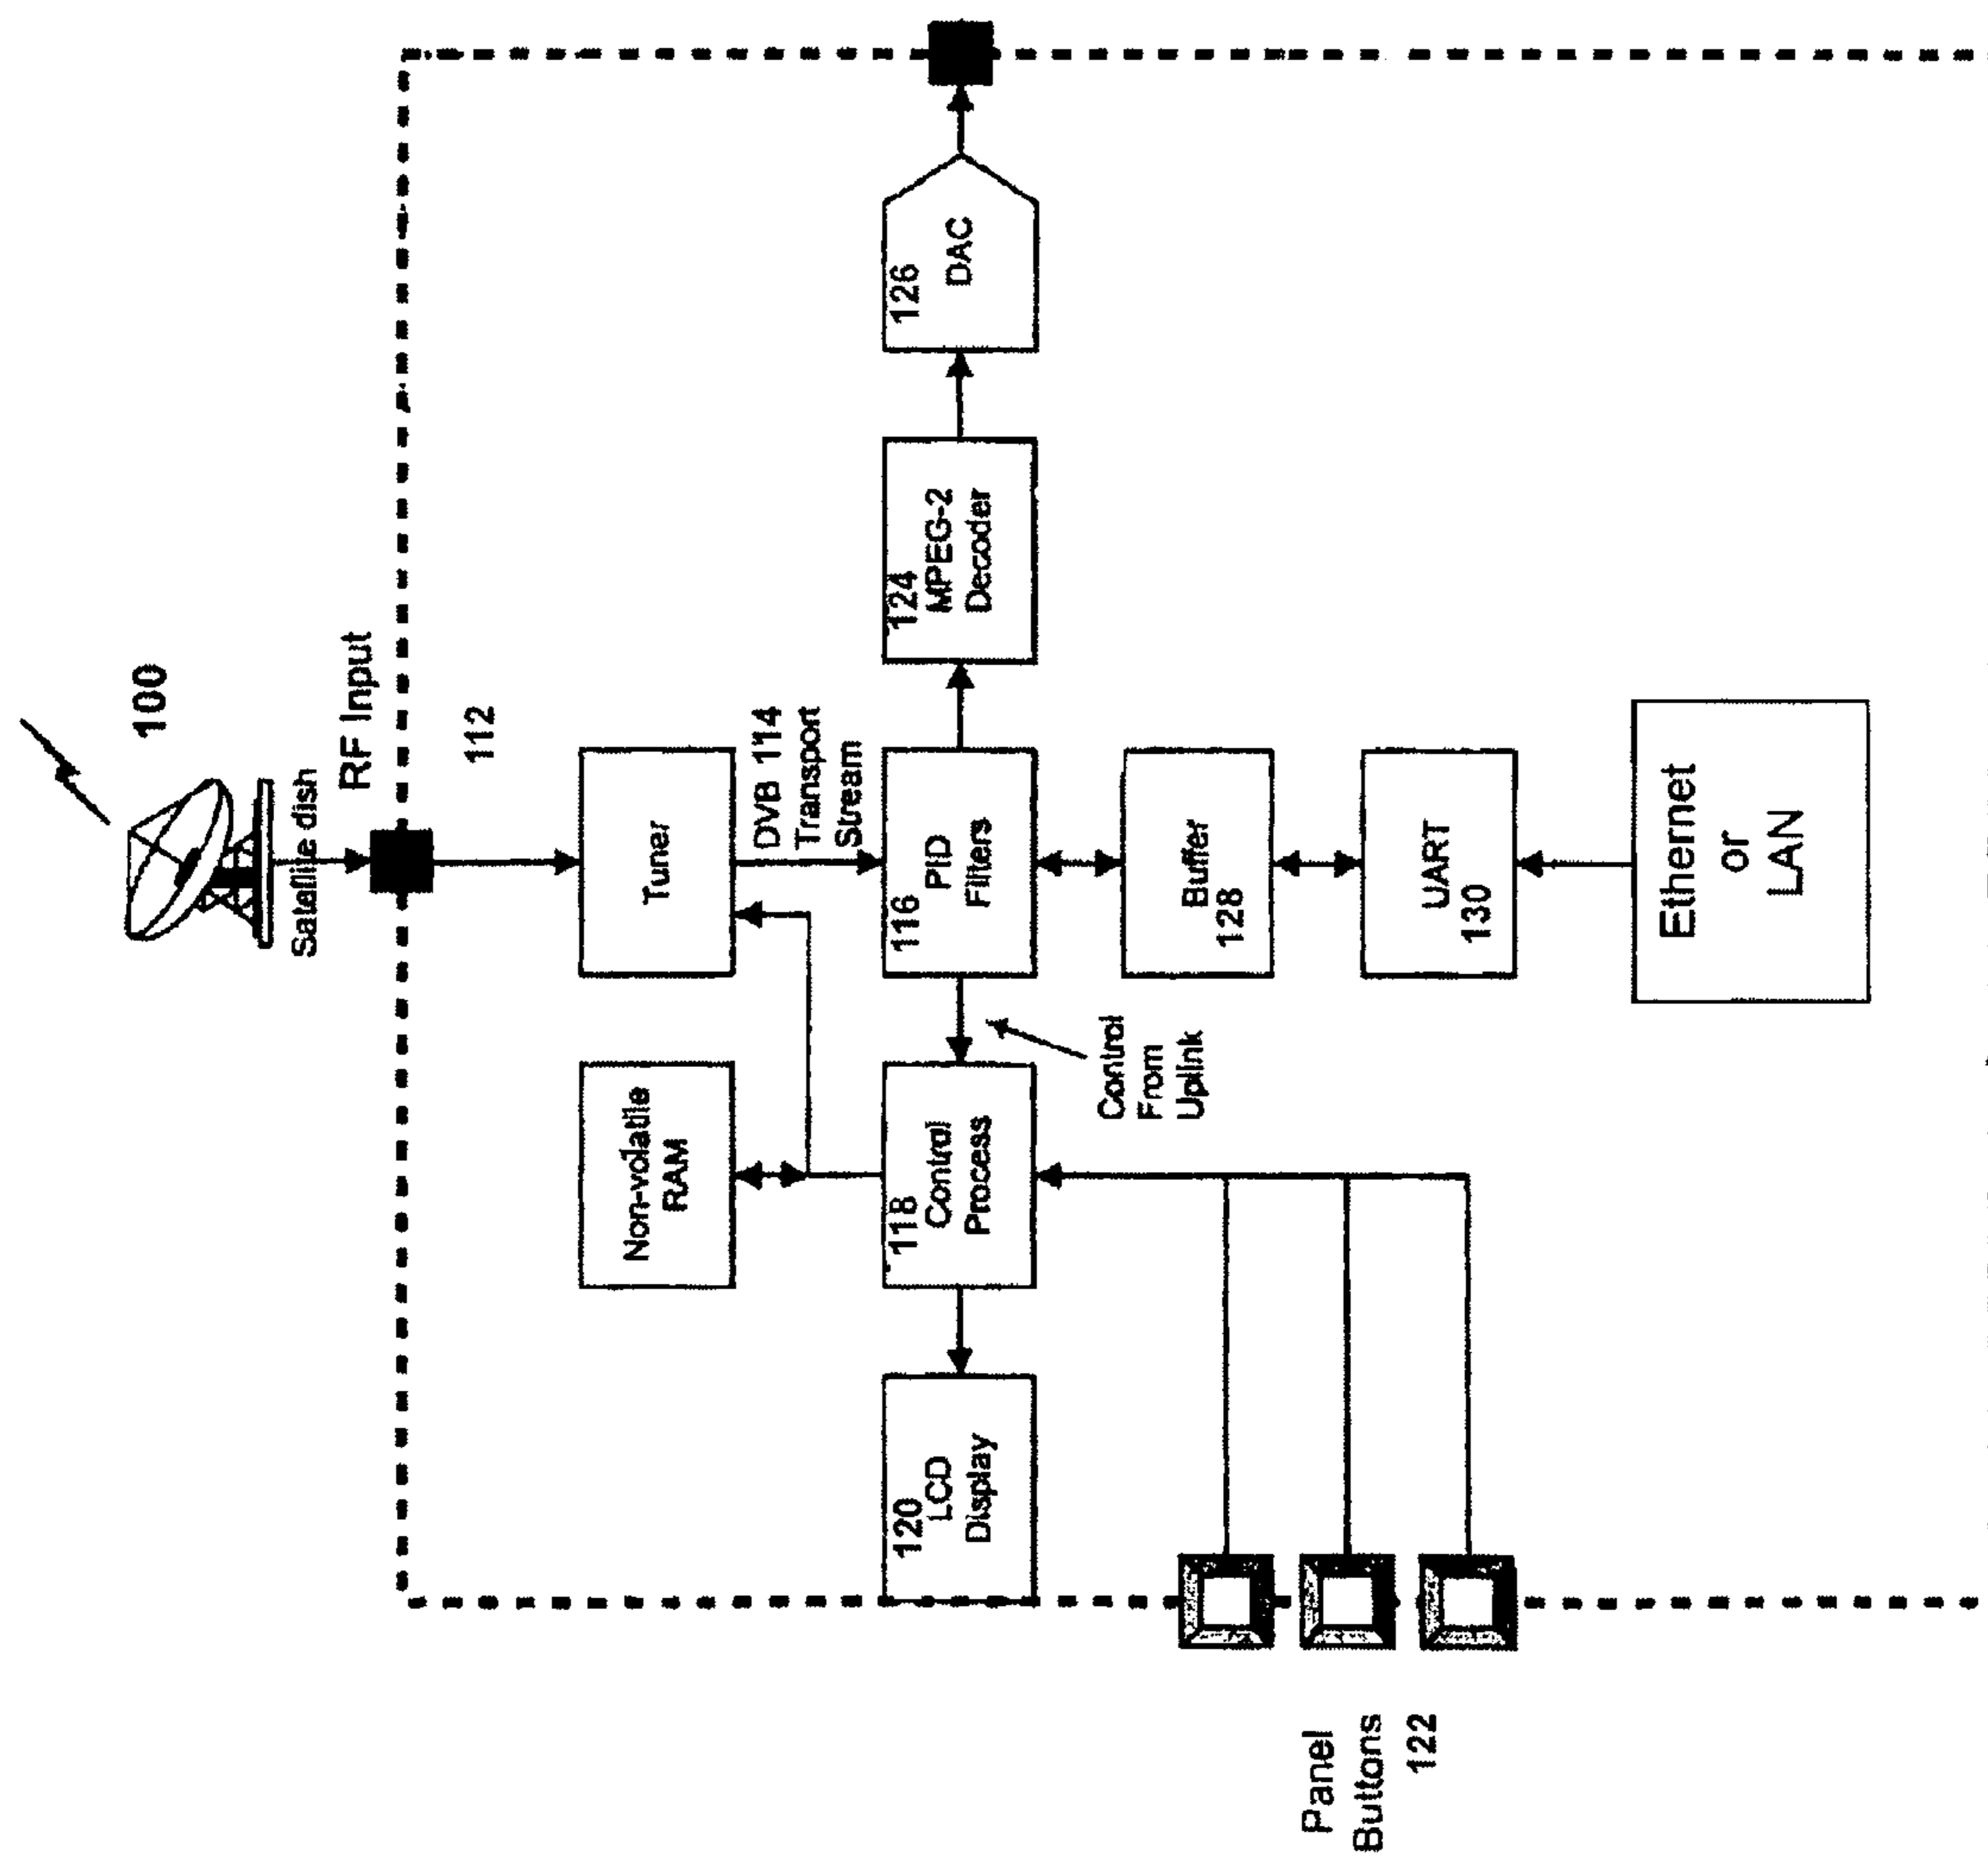 100
Satellite dish
RF Input
112
Tuner
DVB 114
Transport
Stream
Non-volatile
RAM
120
LCD
Display
118
Control
Process
116
PID
Filters
124
MPEG-2
Decoder
126
DAC
Control
From
Uplink
Buffer
128
UART
130
Ethernet
or
LAN
Panel
Buttons
122